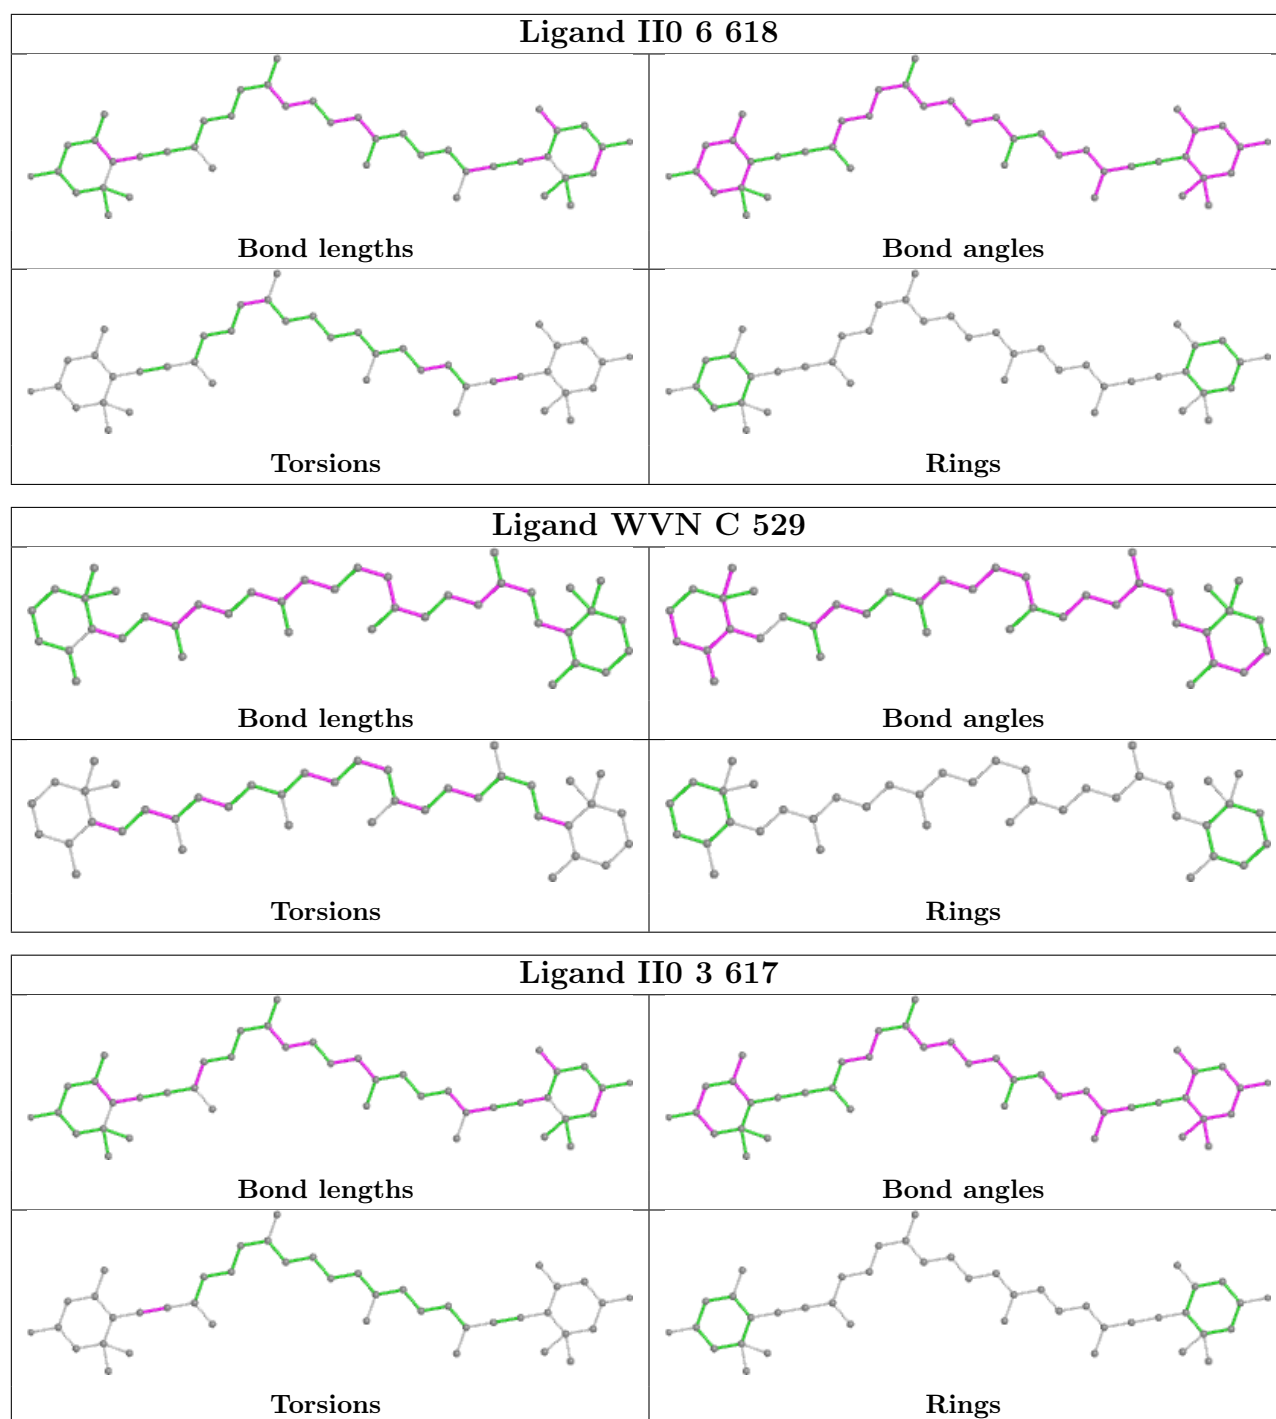 Ligand II0 6 618
Bond lengths
Bond angles
Torsions
Rings
Ligand WVN C 529
Bond lengths
Bond angles
Torsions
Rings
Ligand II0 3 617
Bond lengths
Bond angles
Torsions
Rings